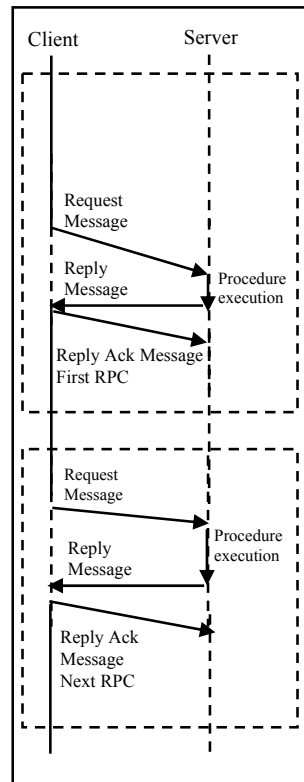 Client
Server
Request
Message
Reply
Message
Procedure
execution
Reply Ack Message
First RPC
Request
Message
Procedure
execution
Reply
Message
Reply Ack
Message
Next RPC